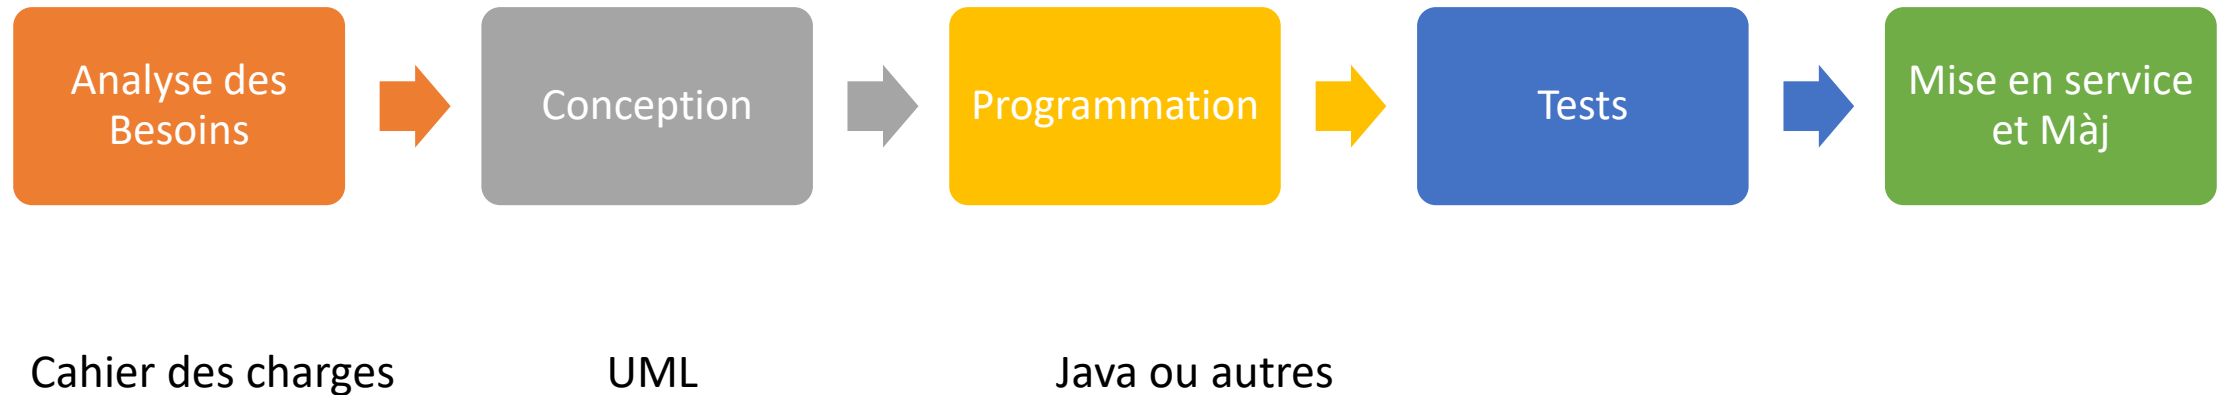 Analyse des
Besoins
Conception
Programmation
Tests
Mise en service
et Màj
Cahier des charges
UML
Java ou autres